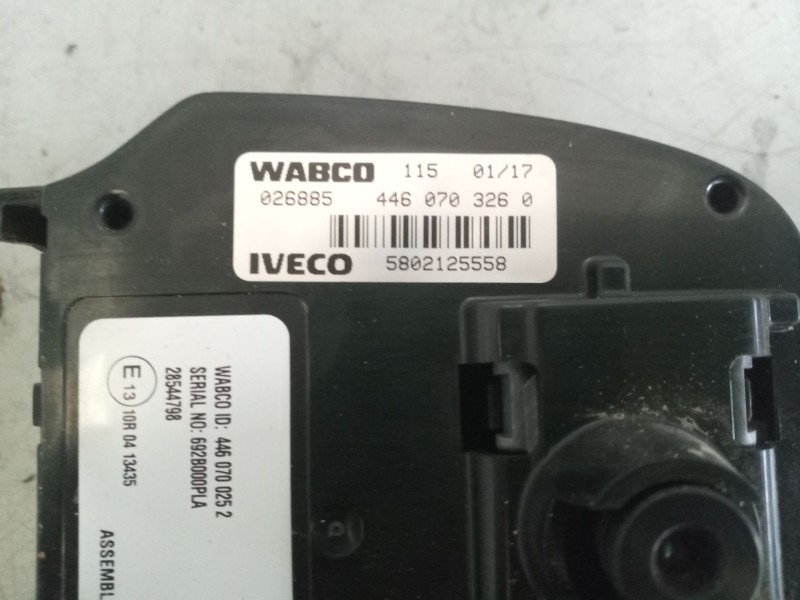 WABCO 115 01/17
026885 446 070 326 0
IVECO 5802125558
WABCO ID: 446 070 025 2
SERIAL NO: 692B000PLA
28544798
E 13 10R 04 13435
D